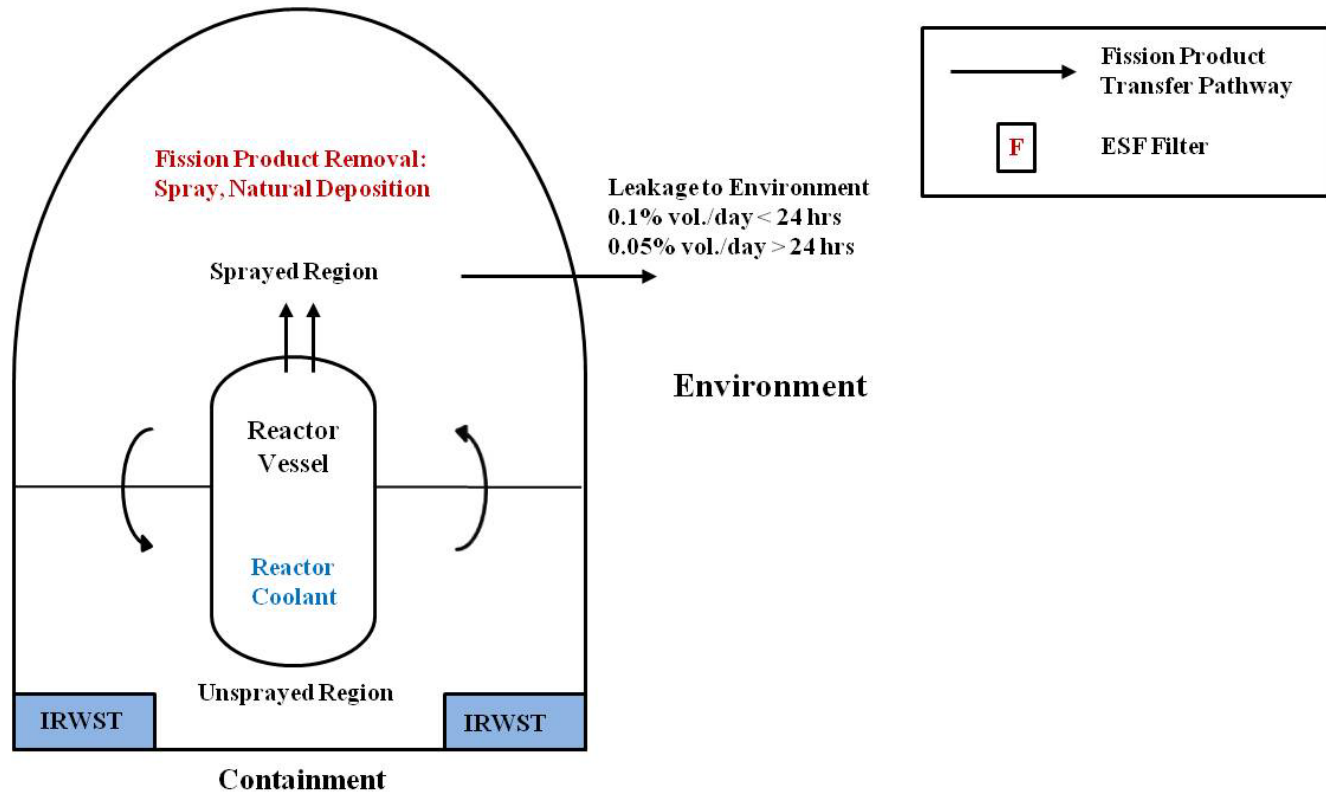 Fission Product
Transfer Pathway
F
ESF Filter
Fission Product Removal:
Spray, Natural Deposition
Leakage to Environment
0.1% vol./day < 24 hrs
0.05% vol./day > 24 hrs
Sprayed Region
Environment
Reactor
Vessel
Reactor
Coolant
Unsprayed Region
IRWST
IRWST
Containment